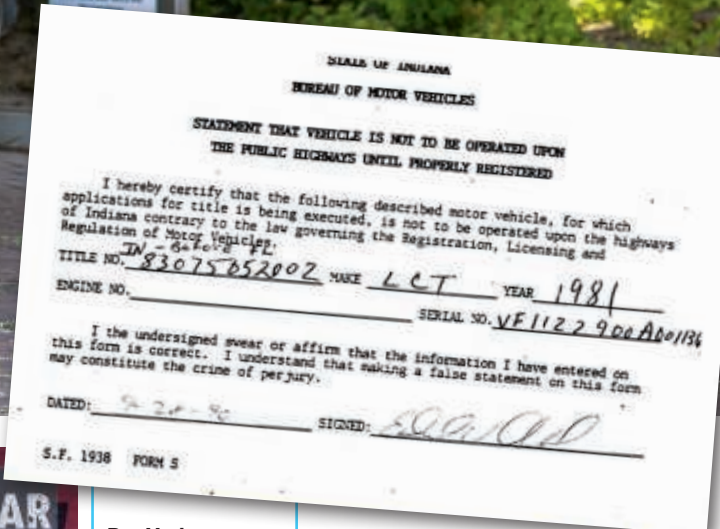 STATE OF INDIANA
BUREAU OF MOTOR VEHICLES
STATEMENT THAT VEHICLE IS NOT TO BE OPERATED UPON
THE PUBLIC HIGHWAYS UNTIL PROPERLY REGISTERED
I hereby certify that the following described motor vehicle, for which
applications for title is being executed, is not to be operated upon the highways
of Indiana contrary to the law governing the Registration, Licensing and
Regulation of Motor Vehicles.
IN - Before FL
TITLE NO. 83075052002 MAKE LCT YEAR 1981
ENGINE NO. SERIAL NO. VF1122900A001136
I the undersigned swear or affirm that the information I have entered on
this form is correct. I understand that making a false statement on this form
may constitute the crime of perjury.
DATED: SIGNED:
S.F. 1938 FORM S
AR